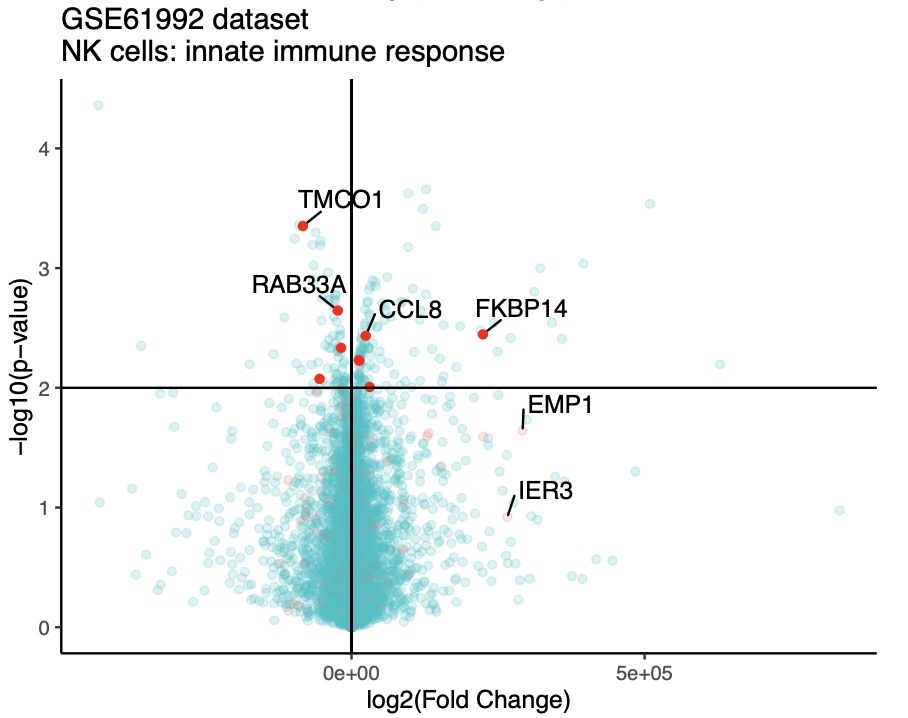 GSE61992 dataset
NK cells: innate immune response
4
TMCO1
3
RAB33A
CCL8
FKBP14
2
EMP1
1
IER3
0
−log10(p−value)
0e+00
5e+05
log2(Fold Change)